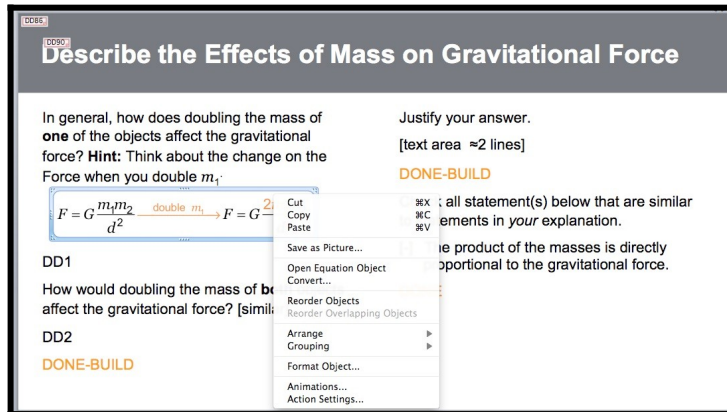 DD86
DD90
Describe the Effects of Mass on Gravitational Force
In general, how does doubling the mass of
one of the objects affect the gravitational
force? Hint: Think about the change on the
Force when you double m₁.
F = G m₁m₂ / d² double m₁ → F = G 2
DD1
How would doubling the mass of
affect the gravitational force?
DD2
DONE-BUILD
Justify your answer.
[text area ≈2 lines]
DONE-BUILD
all statement(s) below that are similar
in your explanation.
product of the masses is directly
to the gravitational force.
Cut ⌘X
Copy ⌘C
Paste ⌘V
Save as Picture...
Open Equation Object
Convert...
Reorder Objects
Reorder Overlapping Objects
Arrange
Grouping
Format Object...
Animations...
Action Settings...